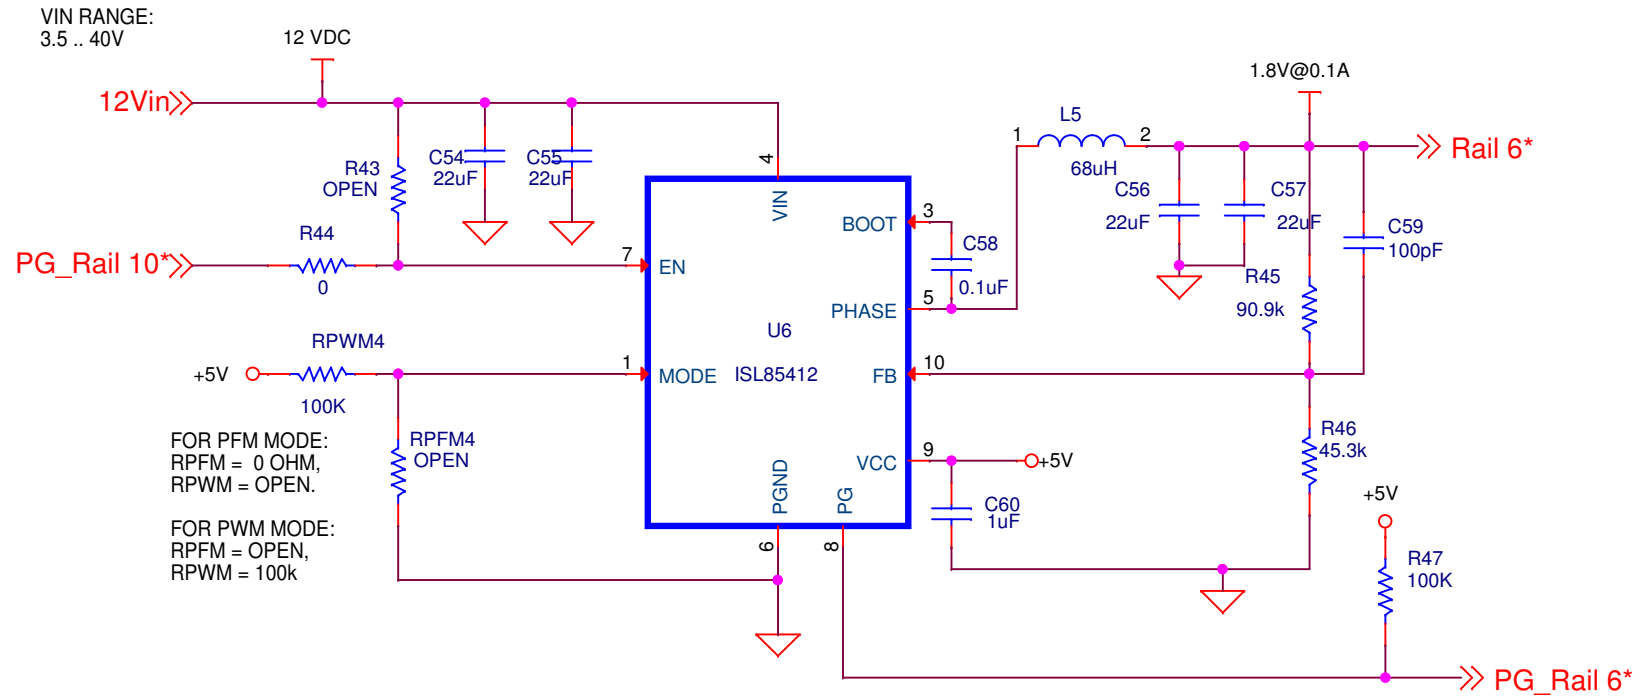 VIN RANGE:
3.5 .. 40V
12 VDC
12Vin
R43
OPEN
C54
22uF
C55
22uF
R44
0
PG_Rail 10*
7
EN
4
VIN
BOOT
3
C58
0.1uF
PHASE
5
U6
ISL85412
1
L5
2
68uH
1.8V@0.1A
Rail 6*
C56
22uF
C57
22uF
C59
100pF
R45
90.9k
RPWM4
+5V
100K
1
MODE
FB
10
FOR PFM MODE:
RPFM =  0 OHM,
RPWM = OPEN.
RPFM4
OPEN
FOR PWM MODE:
RPFM = OPEN,
RPWM = 100k
PGND
6
PG
8
VCC
9
+5V
C60
1uF
R46
45.3k
+5V
R47
100K
PG_Rail 6*